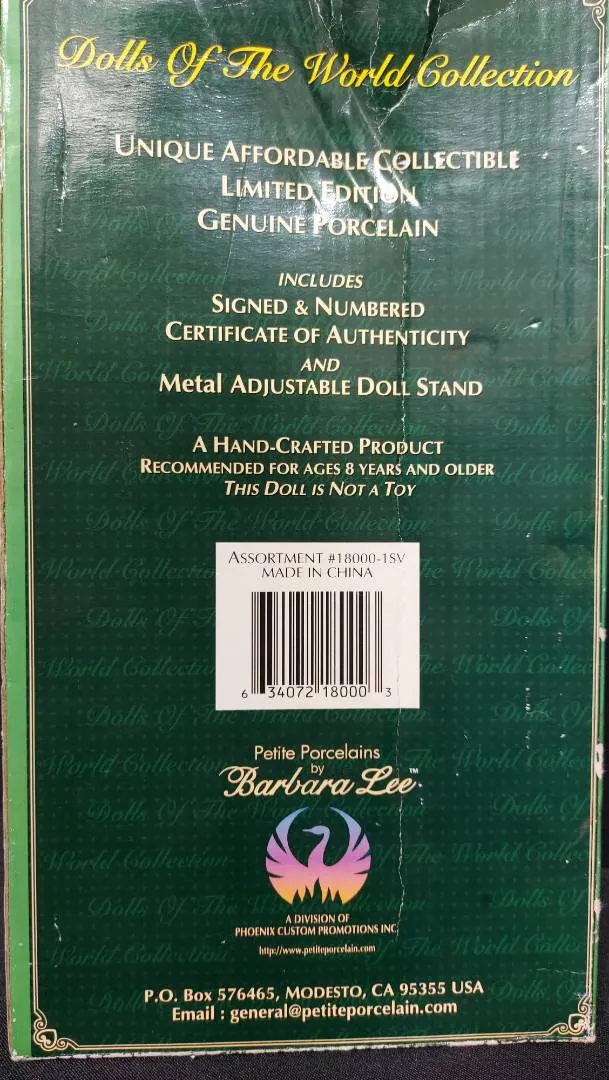 Dolls Of The World Collection
UNIQUE AFFORDABLE COLLECTIBLE
LIMITED EDITION
GENUINE PORCELAIN
INCLUDES
SIGNED & NUMBERED
CERTIFICATE OF AUTHENTICITY
AND
Metal ADJUSTABLE DOLL STAND
A HAND-CRAFTED PRODUCT
RECOMMENDED FOR AGES 8 YEARS AND OLDER
THIS DOLL IS NOT A TOY
ASSORTMENT #18000-1SV
MADE IN CHINA
6 34072 18000 3
Petite Porcelains
by
Barbara Lee™
A DIVISION OF
PHOENIX CUSTOM PROMOTIONS INC.
http://www.petiteporcelain.com
P.O. Box 576465, MODESTO, CA 95355 USA
Email : general@petiteporcelain.com